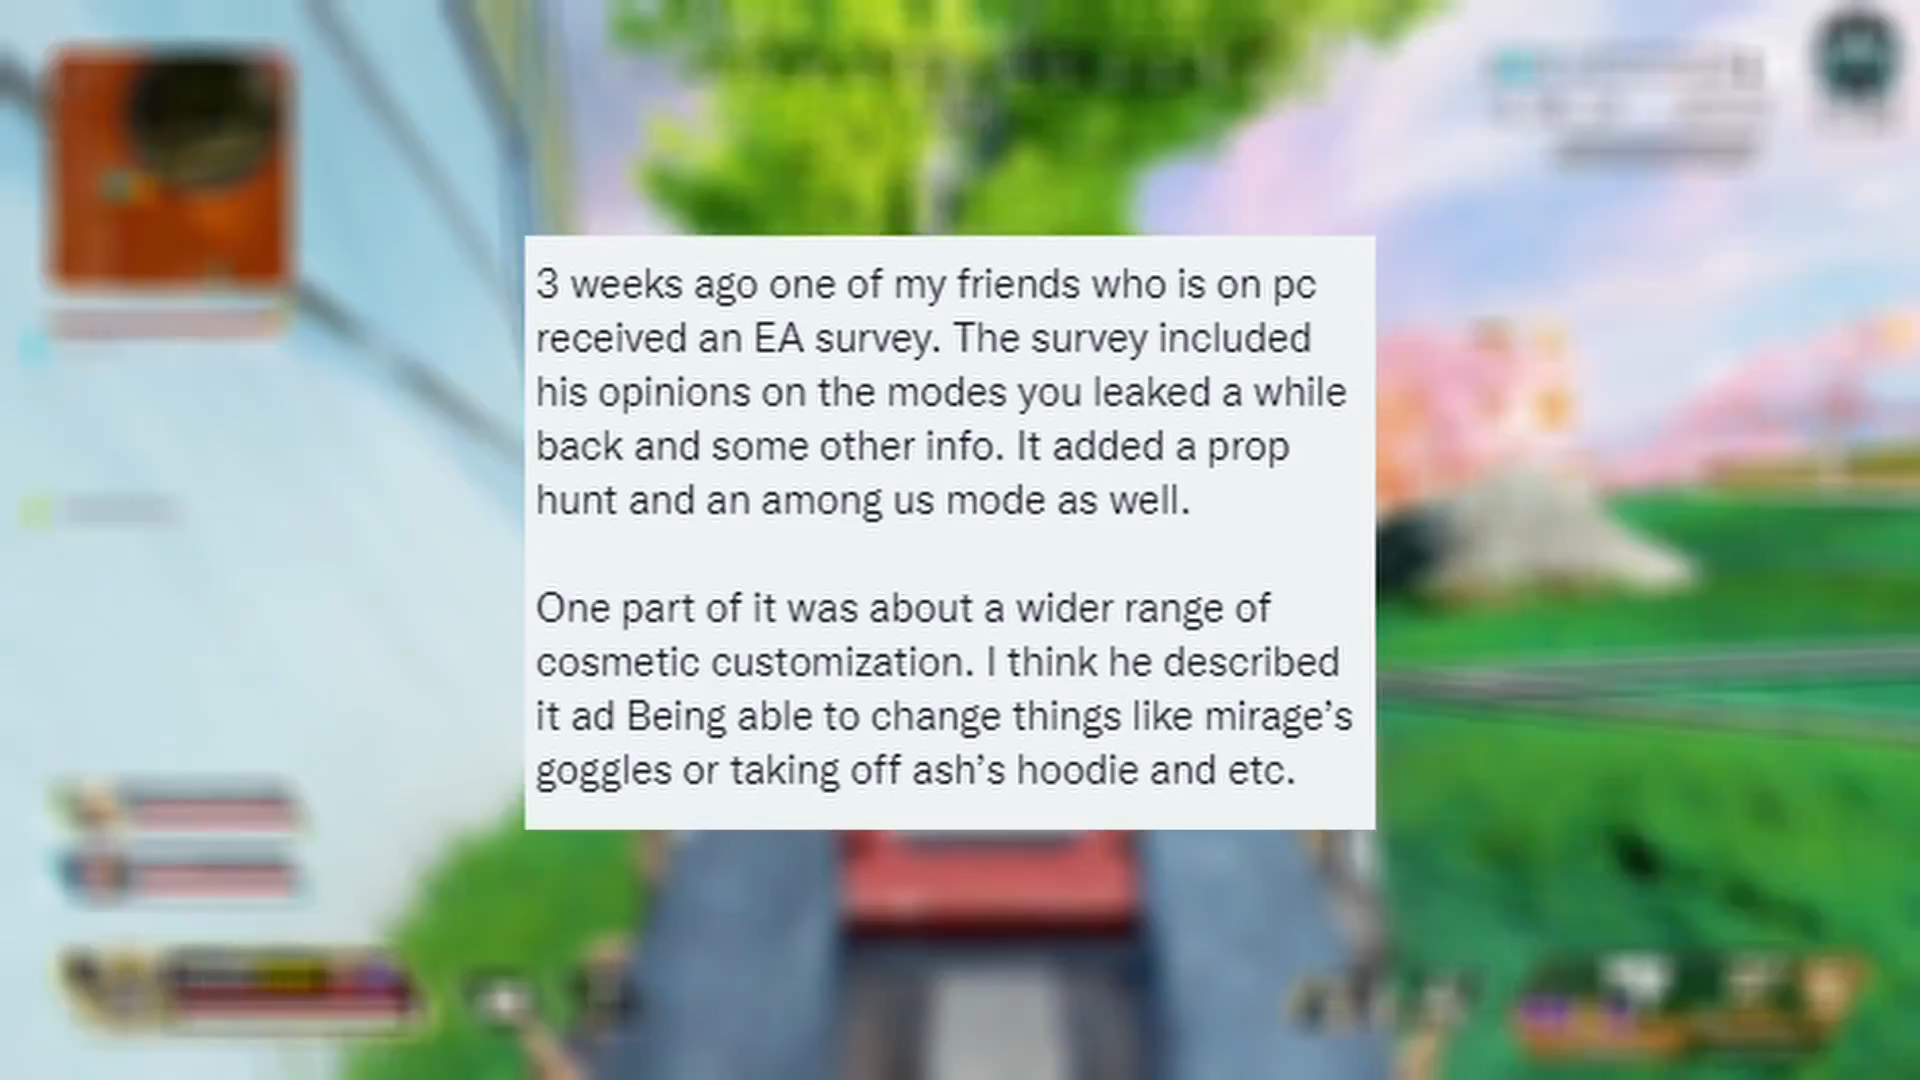 3 weeks ago one of my friends who is on pc
received an EA survey. The survey included
his opinions on the modes you leaked a while
back and some other info. It added a prop
hunt and an among us mode as well.
One part of it was about a wider range of
cosmetic customization. I think he described
it ad Being able to change things like mirage’s
goggles or taking off ash’s hoodie and etc.